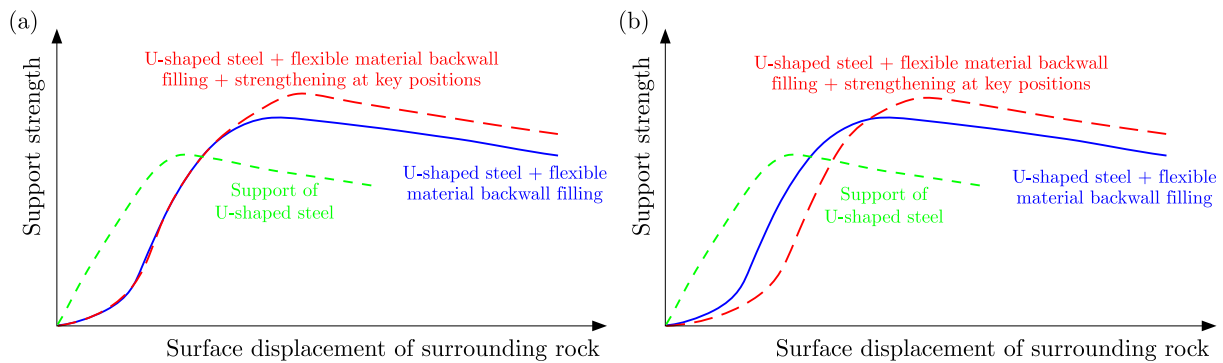 (a)
Support strength
U-shaped steel + flexible material backwall
filling + strengthening at key positions
U-shaped steel + flexible
material backwall filling
Support of
U-shaped steel
Surface displacement of surrounding rock
(b)
Support strength
U-shaped steel + flexible material backwall
filling + strengthening at key positions
U-shaped steel + flexible
material backwall filling
Support of
U-shaped steel
Surface displacement of surrounding rock